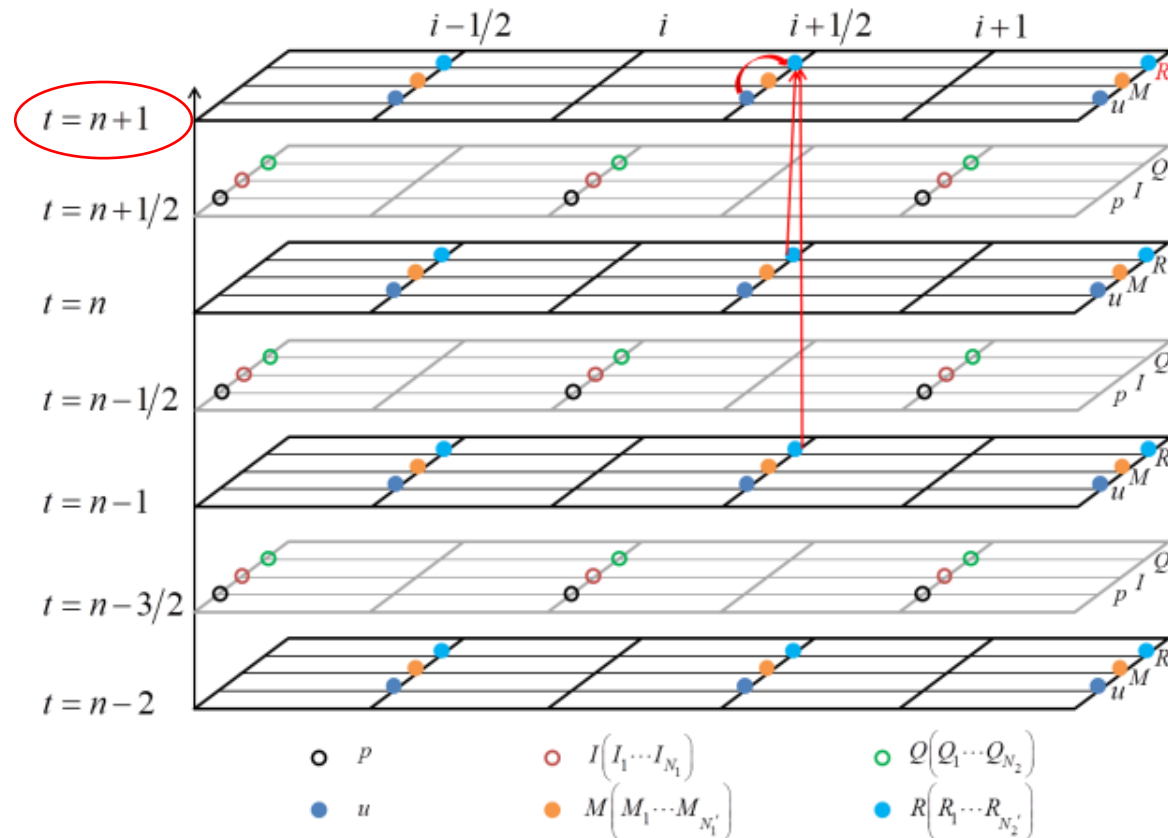 i−1/2 i i+1/2 i+1
R
M
u
t = n+1
Q
I
p
t = n+1/2
R
M
u
t = n
Q
I
p
t = n−1/2
R
M
u
t = n−1
Q
I
p
t = n−3/2
R
M
u
t = n−2
p I(I₁⋯I_{N₁}) Q(Q₁⋯Q_{N₂})
u M(M₁⋯M_{N₁'}) R(R₁⋯R_{N₂'})